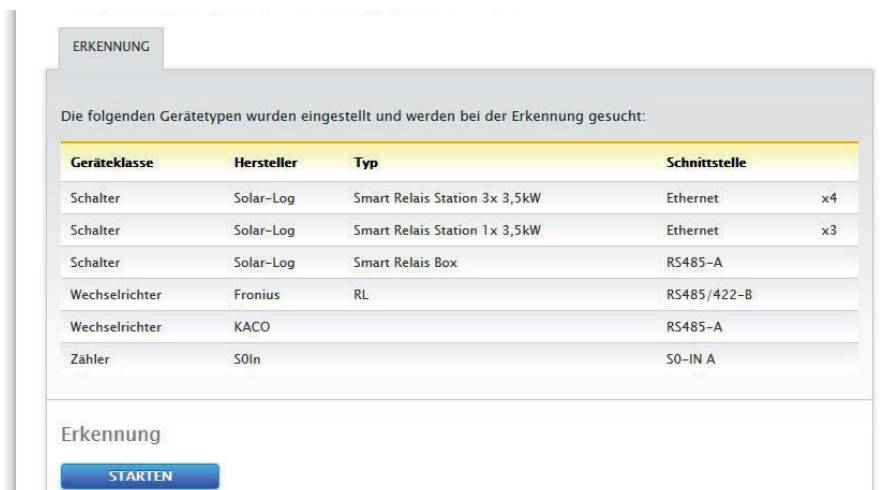 ERKENNUNG
Die folgenden Gerätetypen wurden eingestellt und werden bei der Erkennung gesucht:
Geräteklasse Hersteller Typ Schnittstelle
Schalter Solar-Log Smart Relais Station 3x 3,5kW Ethernet x4
Schalter Solar-Log Smart Relais Station 1x 3,5kW Ethernet x3
Schalter Solar-Log Smart Relais Box RS485-A
Wechselrichter Fronius RL RS485/422-B
Wechselrichter KACO RS485-A
Zähler S0In S0-IN A
Erkennung
STARTEN